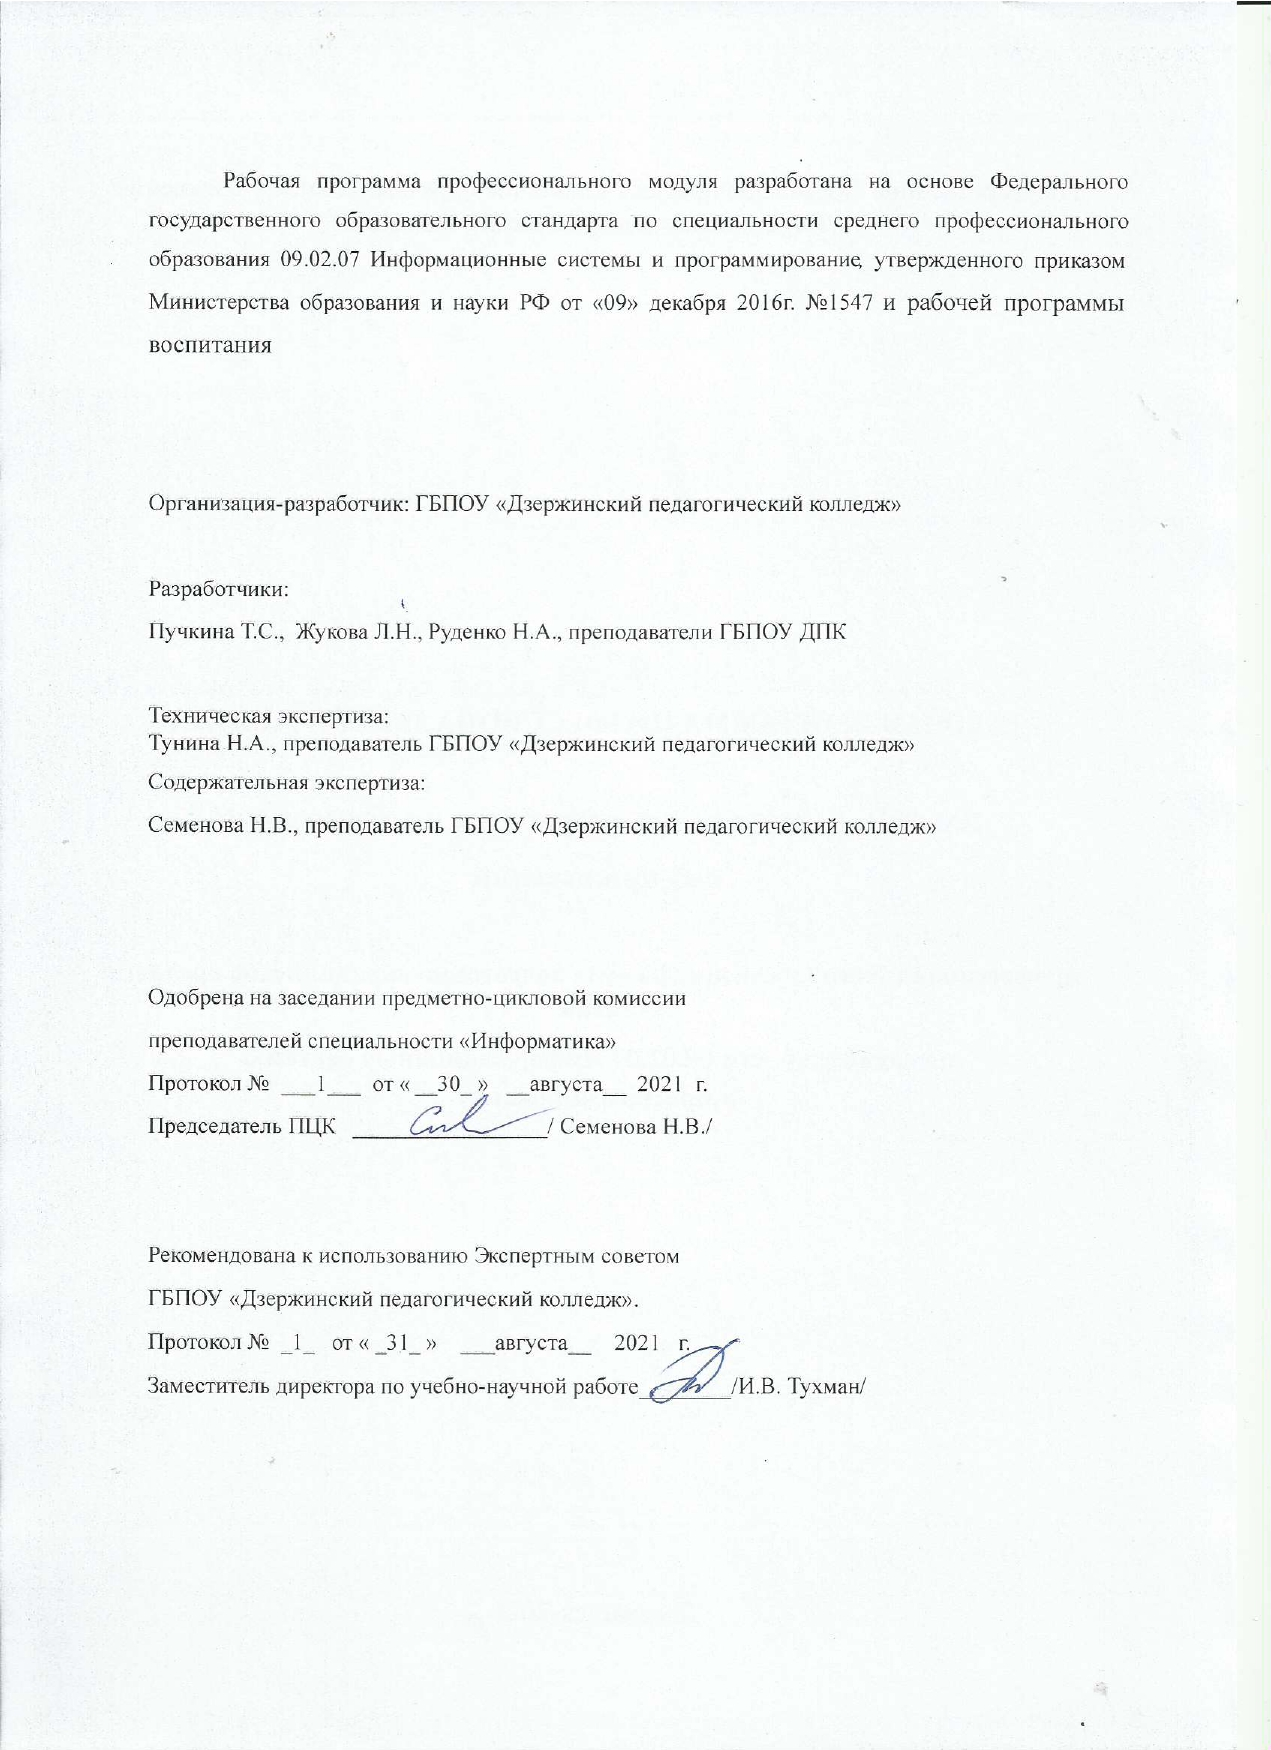 Рабочая программа профессионального модуля разработана на основе Федерального
государственного образовательного стандарта по специальности среднего профессионального
образования 09.02.07 Информационные системы и программирование, утвержденного приказом
Министерства образования и науки РФ от «09» декабря 2016г. №1547 и рабочей программы
воспитания
Организация-разработчик: ГБПОУ «Дзержинский педагогический колледж»
Разработчики:
Пучкина Т.С., Жукова Л.Н., Руденко Н.А., преподаватели ГБПОУ ДПК
Техническая экспертиза:
Тунина Н.А., преподаватель ГБПОУ «Дзержинский педагогический колледж»
Содержательная экспертиза:
Семенова Н.В., преподаватель ГБПОУ «Дзержинский педагогический колледж»
Одобрена на заседании предметно-цикловой комиссии
преподавателей специальности «Информатика»
Протокол № ___1___ от « __30_ » __августа__ 2021 г.
Председатель ПЦК _________________/ Семенова Н.В./
Рекомендована к использованию Экспертным советом
ГБПОУ «Дзержинский педагогический колледж».
Протокол № _1_ от « _31_ » ___августа__ 2021 г.
Заместитель директора по учебно-научной работе________/И.В. Тухман/